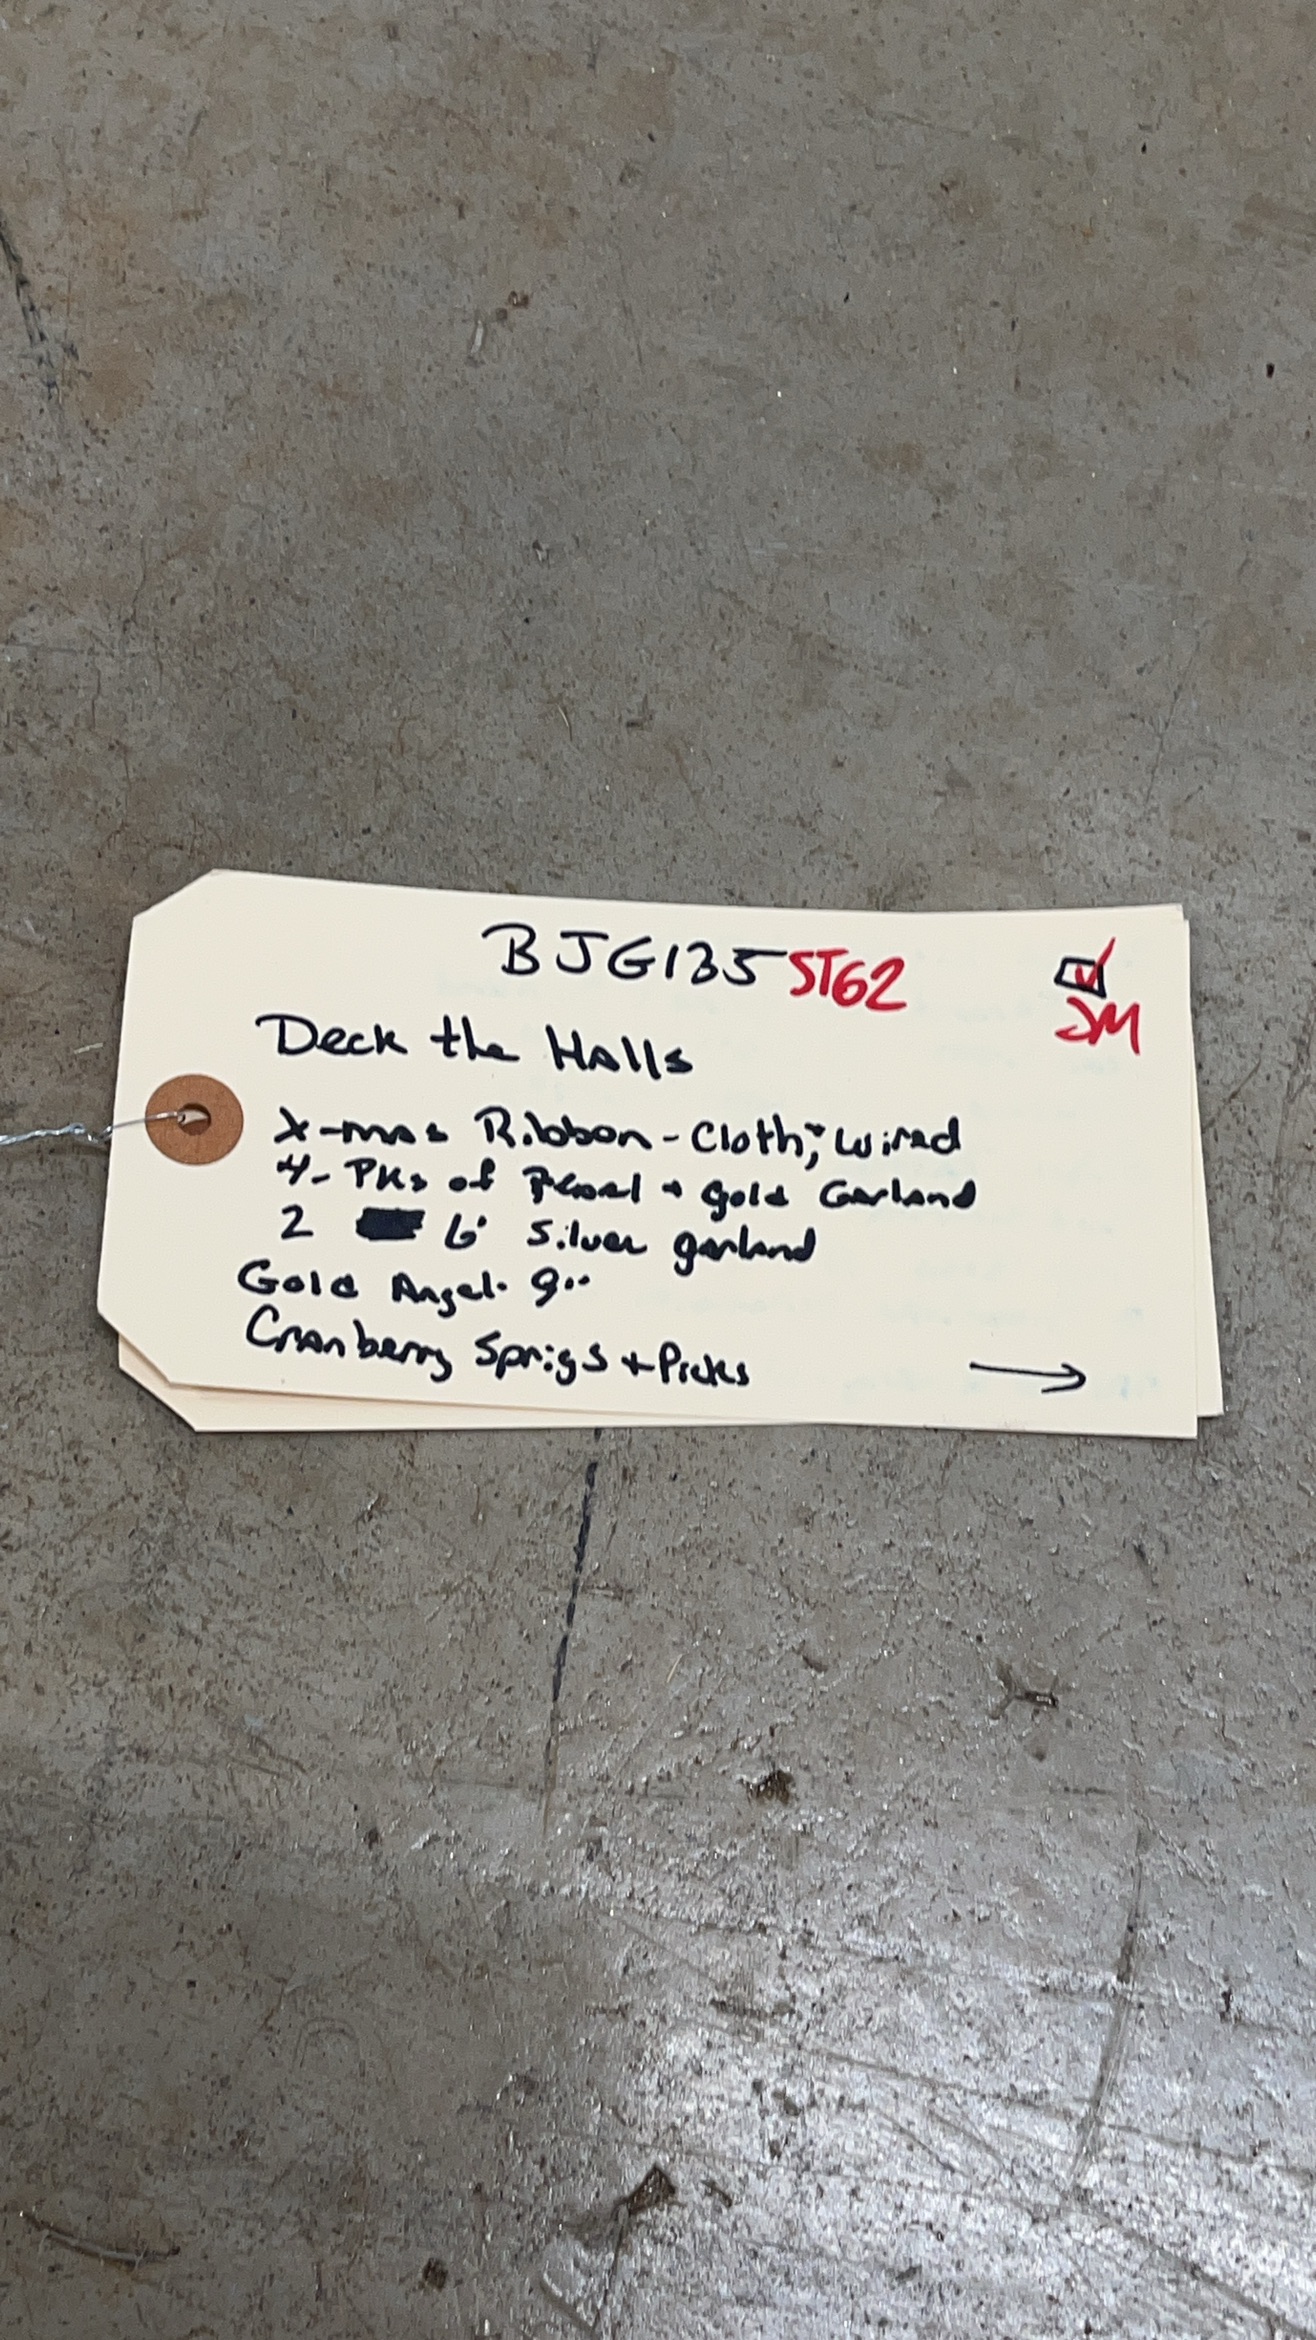 BJG135 ST62
JM
Deck the Halls
X-mas Ribbon - Cloth, wired
4- PKs of Pearl + gold Garland
2 6' Silver garland
Gold Angel - 9"
Cranberry Sprigs + Picks